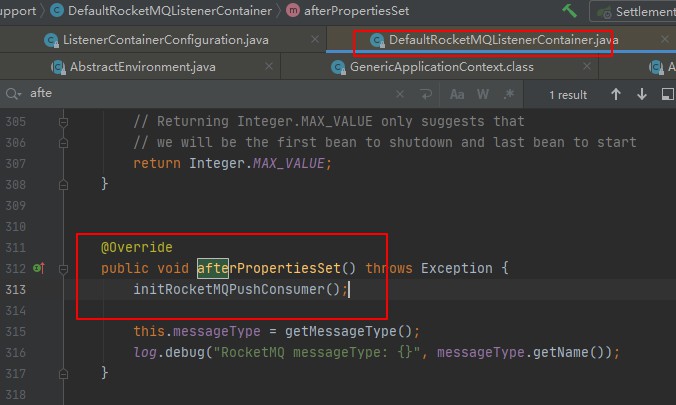 upport › DefaultRocketMQListenerContainer › afterPropertiesSet Settlement
ListenerContainerConfiguration.java DefaultRocketMQListenerContainer.java
AbstractEnvironment.java GenericApplicationContext.class A
afte Aa W .* 1 result
305 // Returning Integer.MAX_VALUE only suggests that
306 // we will be the first bean to shutdown and last bean to start
307 return Integer.MAX_VALUE;
308 }
309
310
311 @Override
312 public void afterPropertiesSet() throws Exception {
313 initRocketMQPushConsumer();
314
315 this.messageType = getMessageType();
316 log.debug("RocketMQ messageType: {}", messageType.getName());
317 }
318